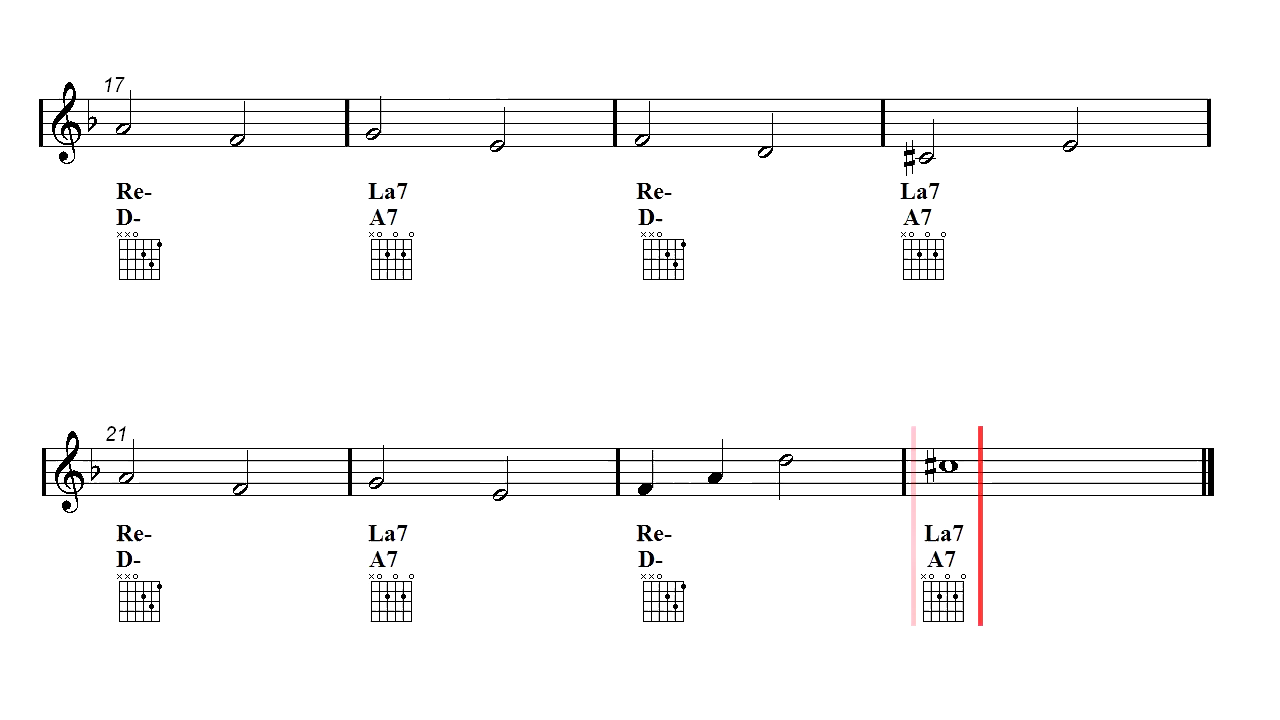 17
Re- La7 Re- La7
D- A7 D- A7
21
Re- La7 Re- La7
D- A7 D- A7